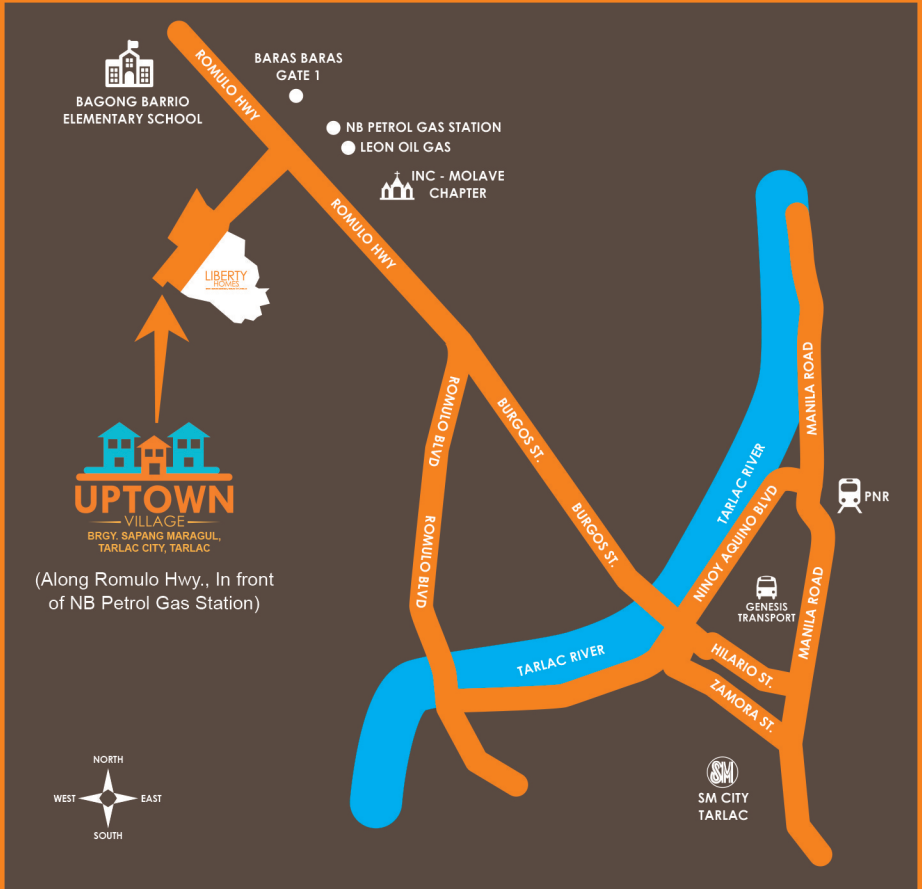 BAGONG BARRIO
ELEMENTARY SCHOOL
ROMULO HWY
BARAS BARAS
GATE 1
NB PETROL GAS STATION
LEON OIL GAS
INC - MOLAVE
CHAPTER
ROMULO HWY
LIBERTY
HOMES
ROMULO BLVD
BURGOS ST.
MANILA ROAD
UPTOWN
VILLAGE
BRGY. SAPANG MARAGUL,
TARLAC CITY, TARLAC
(Along Romulo Hwy., In front
of NB Petrol Gas Station)
ROMULO BLVD
BURGOS ST.
TARLAC RIVER
NINOY AQUINO BLVD
PNR
GENESIS
TRANSPORT
MANILA ROAD
TARLAC RIVER
HILARIO ST.
ZAMORA ST.
SM
SM CITY
TARLAC
NORTH
WEST
EAST
SOUTH